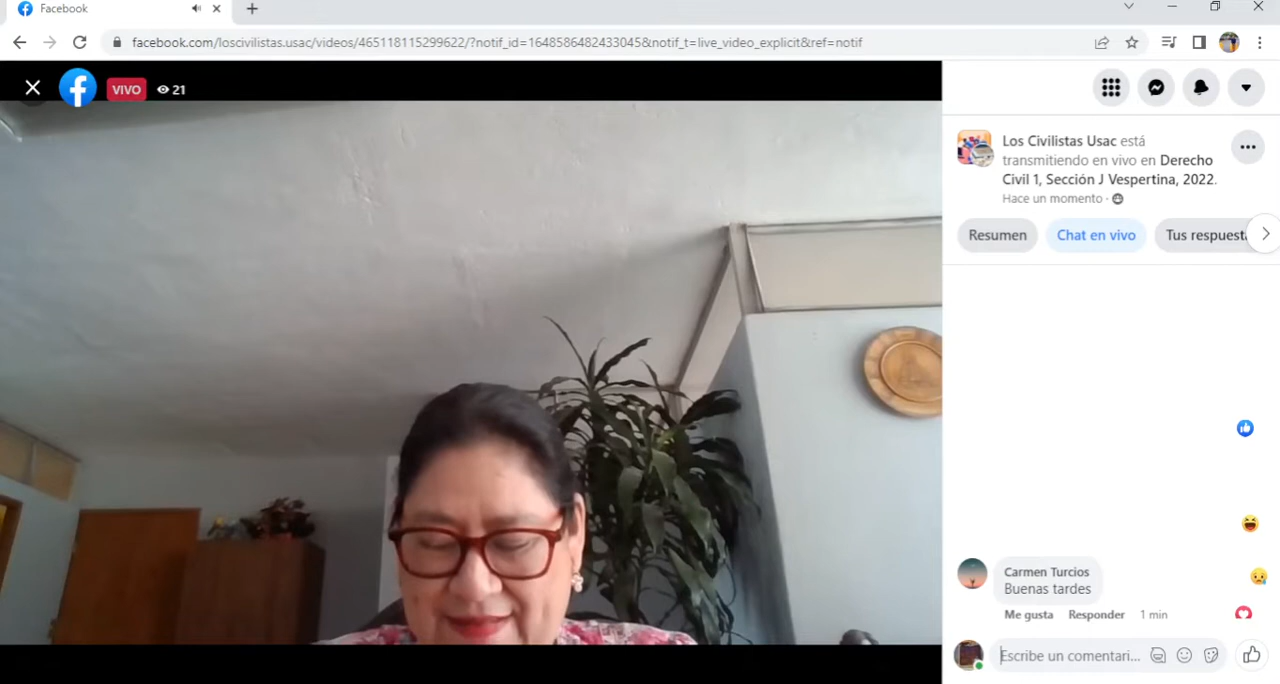 Facebook
facebook.com/loscivilistas.usac/videos/465118115299622/?notif_id=1648586482433045&notif_t=live_video_explicit&ref=notif
VIVO 21
Los Civilistas Usac está
transmitiendo en vivo en Derecho
Civil 1, Sección J Vespertina, 2022.
Hace un momento ·
Resumen Chat en vivo Tus respuest
Carmen Turcios
Buenas tardes
Me gusta Responder 1 min
Escribe un comentari...